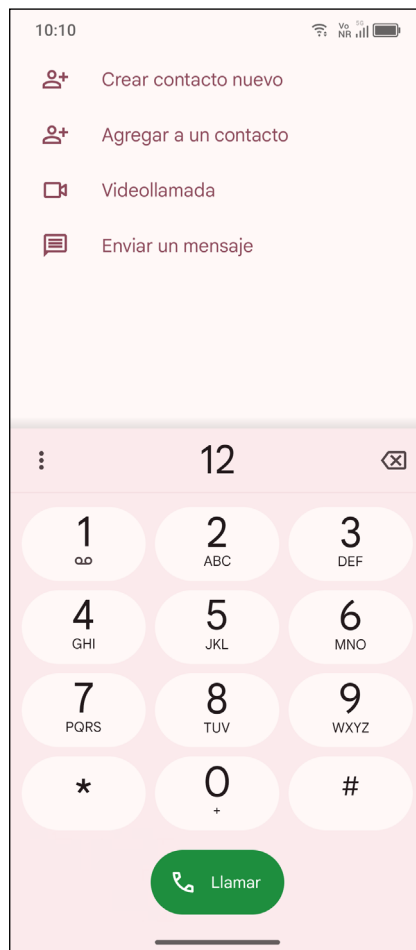 10:10
Vo 5G
NR
Crear contacto nuevo
Agregar a un contacto
Videollamada
Enviar un mensaje
12
1 2 3
ABC DEF
4 5 6
GHI JKL MNO
7 8 9
PQRS TUV WXYZ
* 0 #
+
Llamar